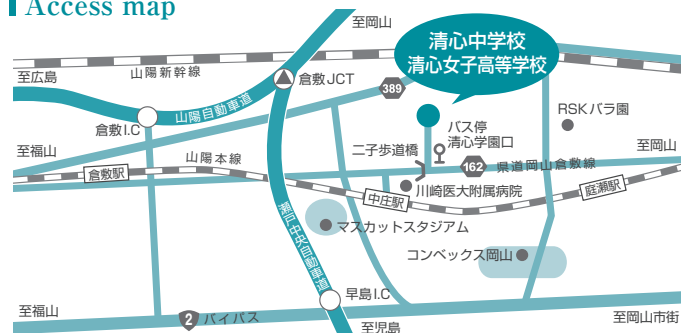 Access map
至岡山
清心中学校
清心女子高等学校
至広島
山陽新幹線
倉敷JCT
389
山陽自動車道
RSKバラ園
倉敷I.C
バス停
清心学園口
至福山
山陽本線
二子歩道橋
至岡山
162
県道岡山倉敷線
倉敷駅
川崎医大附属病院
中庄駅
庭瀬駅
瀬戸中央自動車道
マスカットスタジアム
コンベックス岡山
早島I.C
至福山
2
バイパス
至児島
至岡山市街